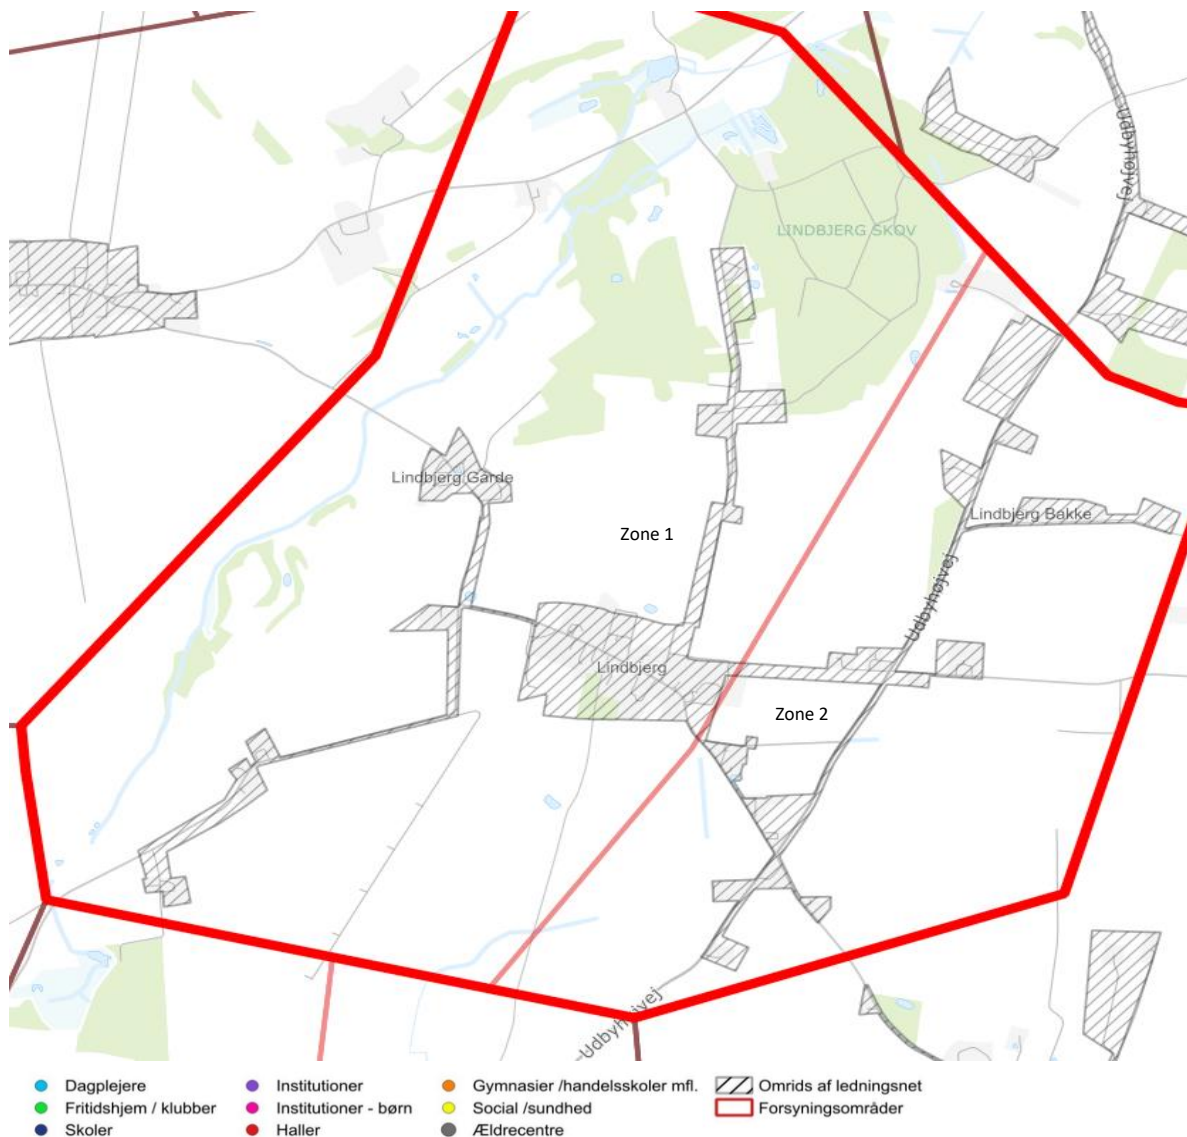 Udbyhøjvej
LINDBJERG SKOV
Lindbjerg Gårde
Lindbjerg Bakke
Zone 1
Udbyhøjvej
Lindbjerg
Zone 2
Udbyhøjvej
Dagplejere
Institutioner
Gymnasier /handelsskoler mfl.
Omrids af ledningsnet
Fritidshjem / klubber
Institutioner - børn
Social /sundhed
Forsyningsområder
Skoler
Haller
Ældrecentre